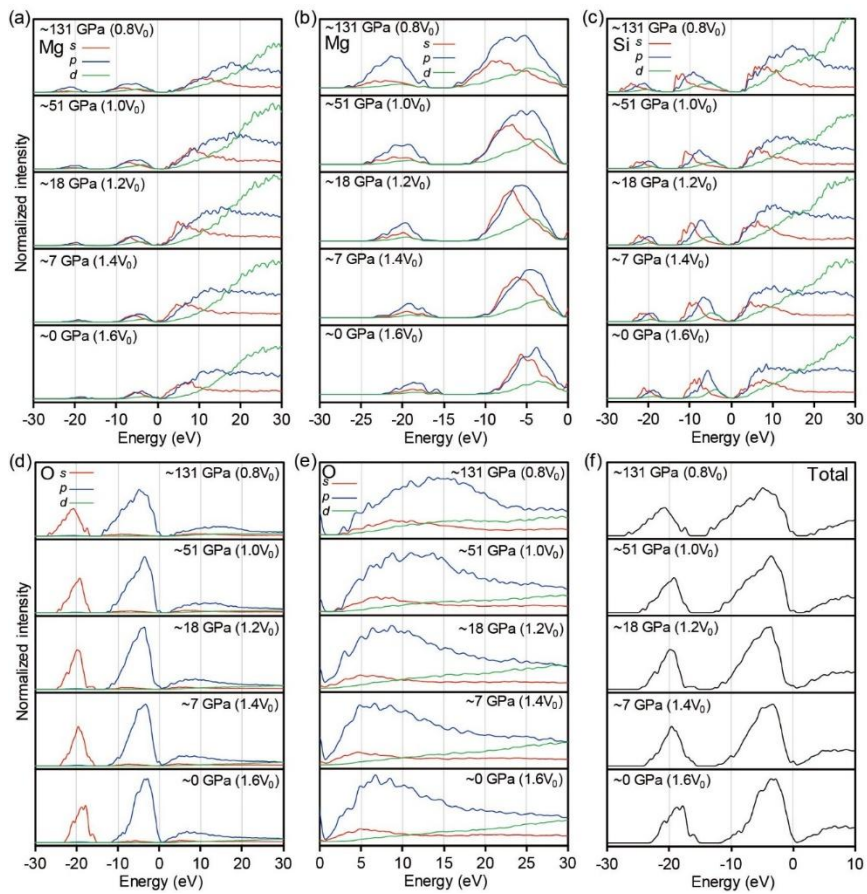 (a)
~131 GPa (0.8V₀)
Mg
s
p
d
~51 GPa (1.0V₀)
~18 GPa (1.2V₀)
~7 GPa (1.4V₀)
~0 GPa (1.6V₀)
-30 -20 -10 0 10 20 30
Energy (eV)
Normalized intensity
(b)
~131 GPa (0.8V₀)
Mg
s
p
d
~51 GPa (1.0V₀)
~18 GPa (1.2V₀)
~7 GPa (1.4V₀)
~0 GPa (1.6V₀)
-30 -25 -20 -15 -10 -5 0
Energy (eV)
(c)
~131 GPa (0.8V₀)
Si
s
p
d
~51 GPa (1.0V₀)
~18 GPa (1.2V₀)
~7 GPa (1.4V₀)
~0 GPa (1.6V₀)
-30 -20 -10 0 10 20 30
Energy (eV)
(d)
O
s
p
d
~131 GPa (0.8V₀)
~51 GPa (1.0V₀)
~18 GPa (1.2V₀)
~7 GPa (1.4V₀)
~0 GPa (1.6V₀)
-30 -20 -10 0 10 20 30
Energy (eV)
Normalized intensity
(e)
O
s
p
d
~131 GPa (0.8V₀)
~51 GPa (1.0V₀)
~18 GPa (1.2V₀)
~7 GPa (1.4V₀)
~0 GPa (1.6V₀)
0 5 10 15 20 25 30
Energy (eV)
(f)
~131 GPa (0.8V₀)
Total
~51 GPa (1.0V₀)
~18 GPa (1.2V₀)
~7 GPa (1.4V₀)
~0 GPa (1.6V₀)
-30 -20 -10 0 10
Energy (eV)